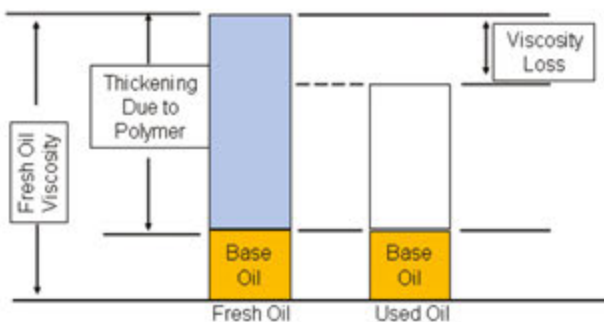 Viscosity
Loss
Thickening
Due to
Polymer
Fresh Oil
Viscosity
Base
Oil
Base
Oil
Fresh Oil
Used Oil